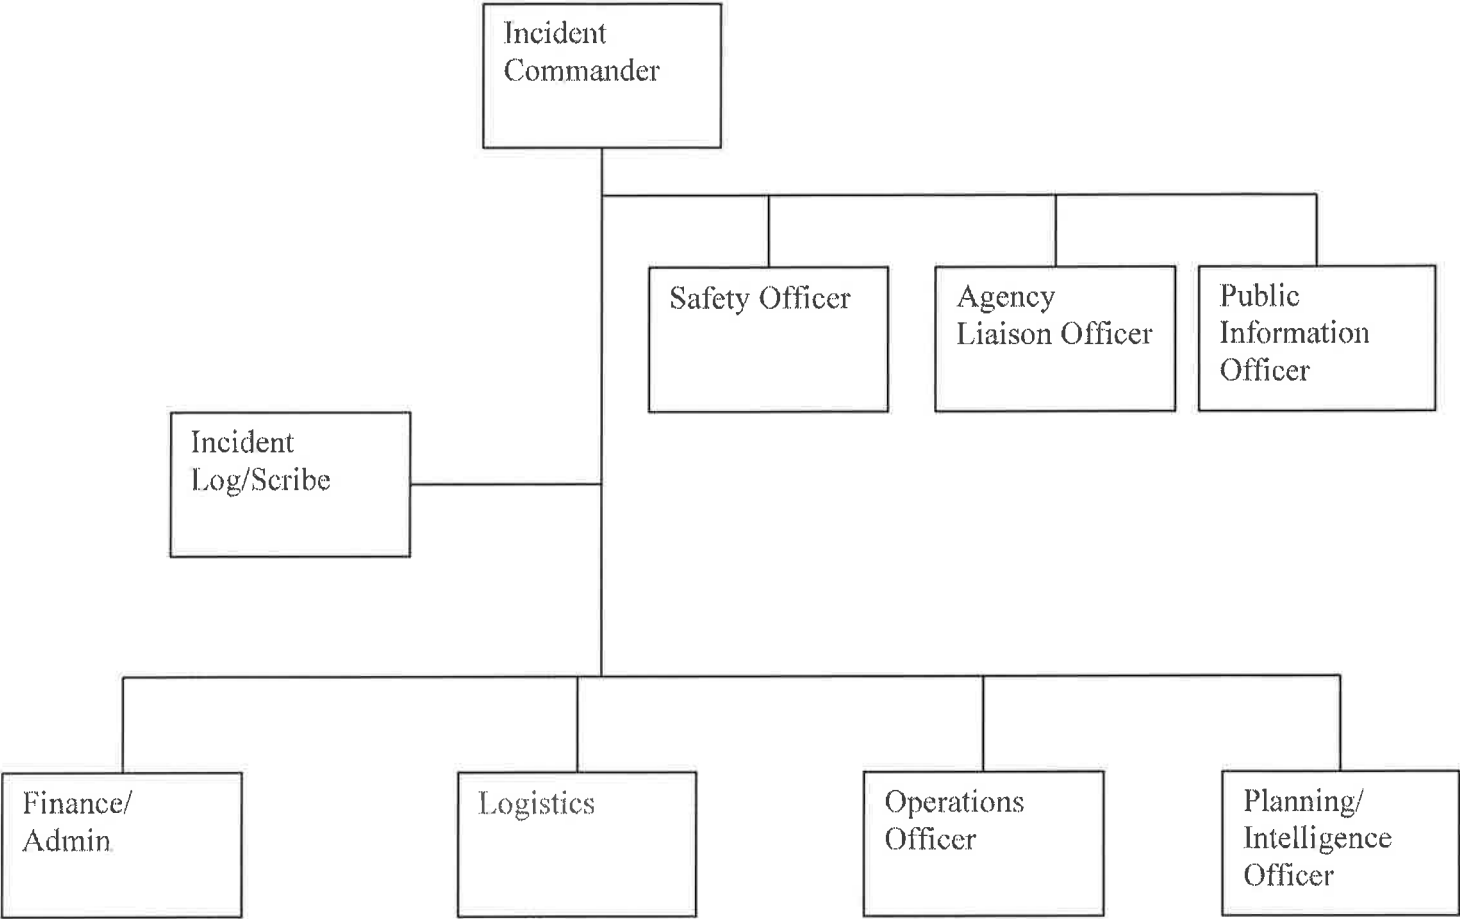 Incident
Commander
Safety Officer
Agency
Liaison Officer
Public
Information
Officer
Incident
Log/Scribe
Finance/
Admin
Logistics
Operations
Officer
Planning/
Intelligence
Officer